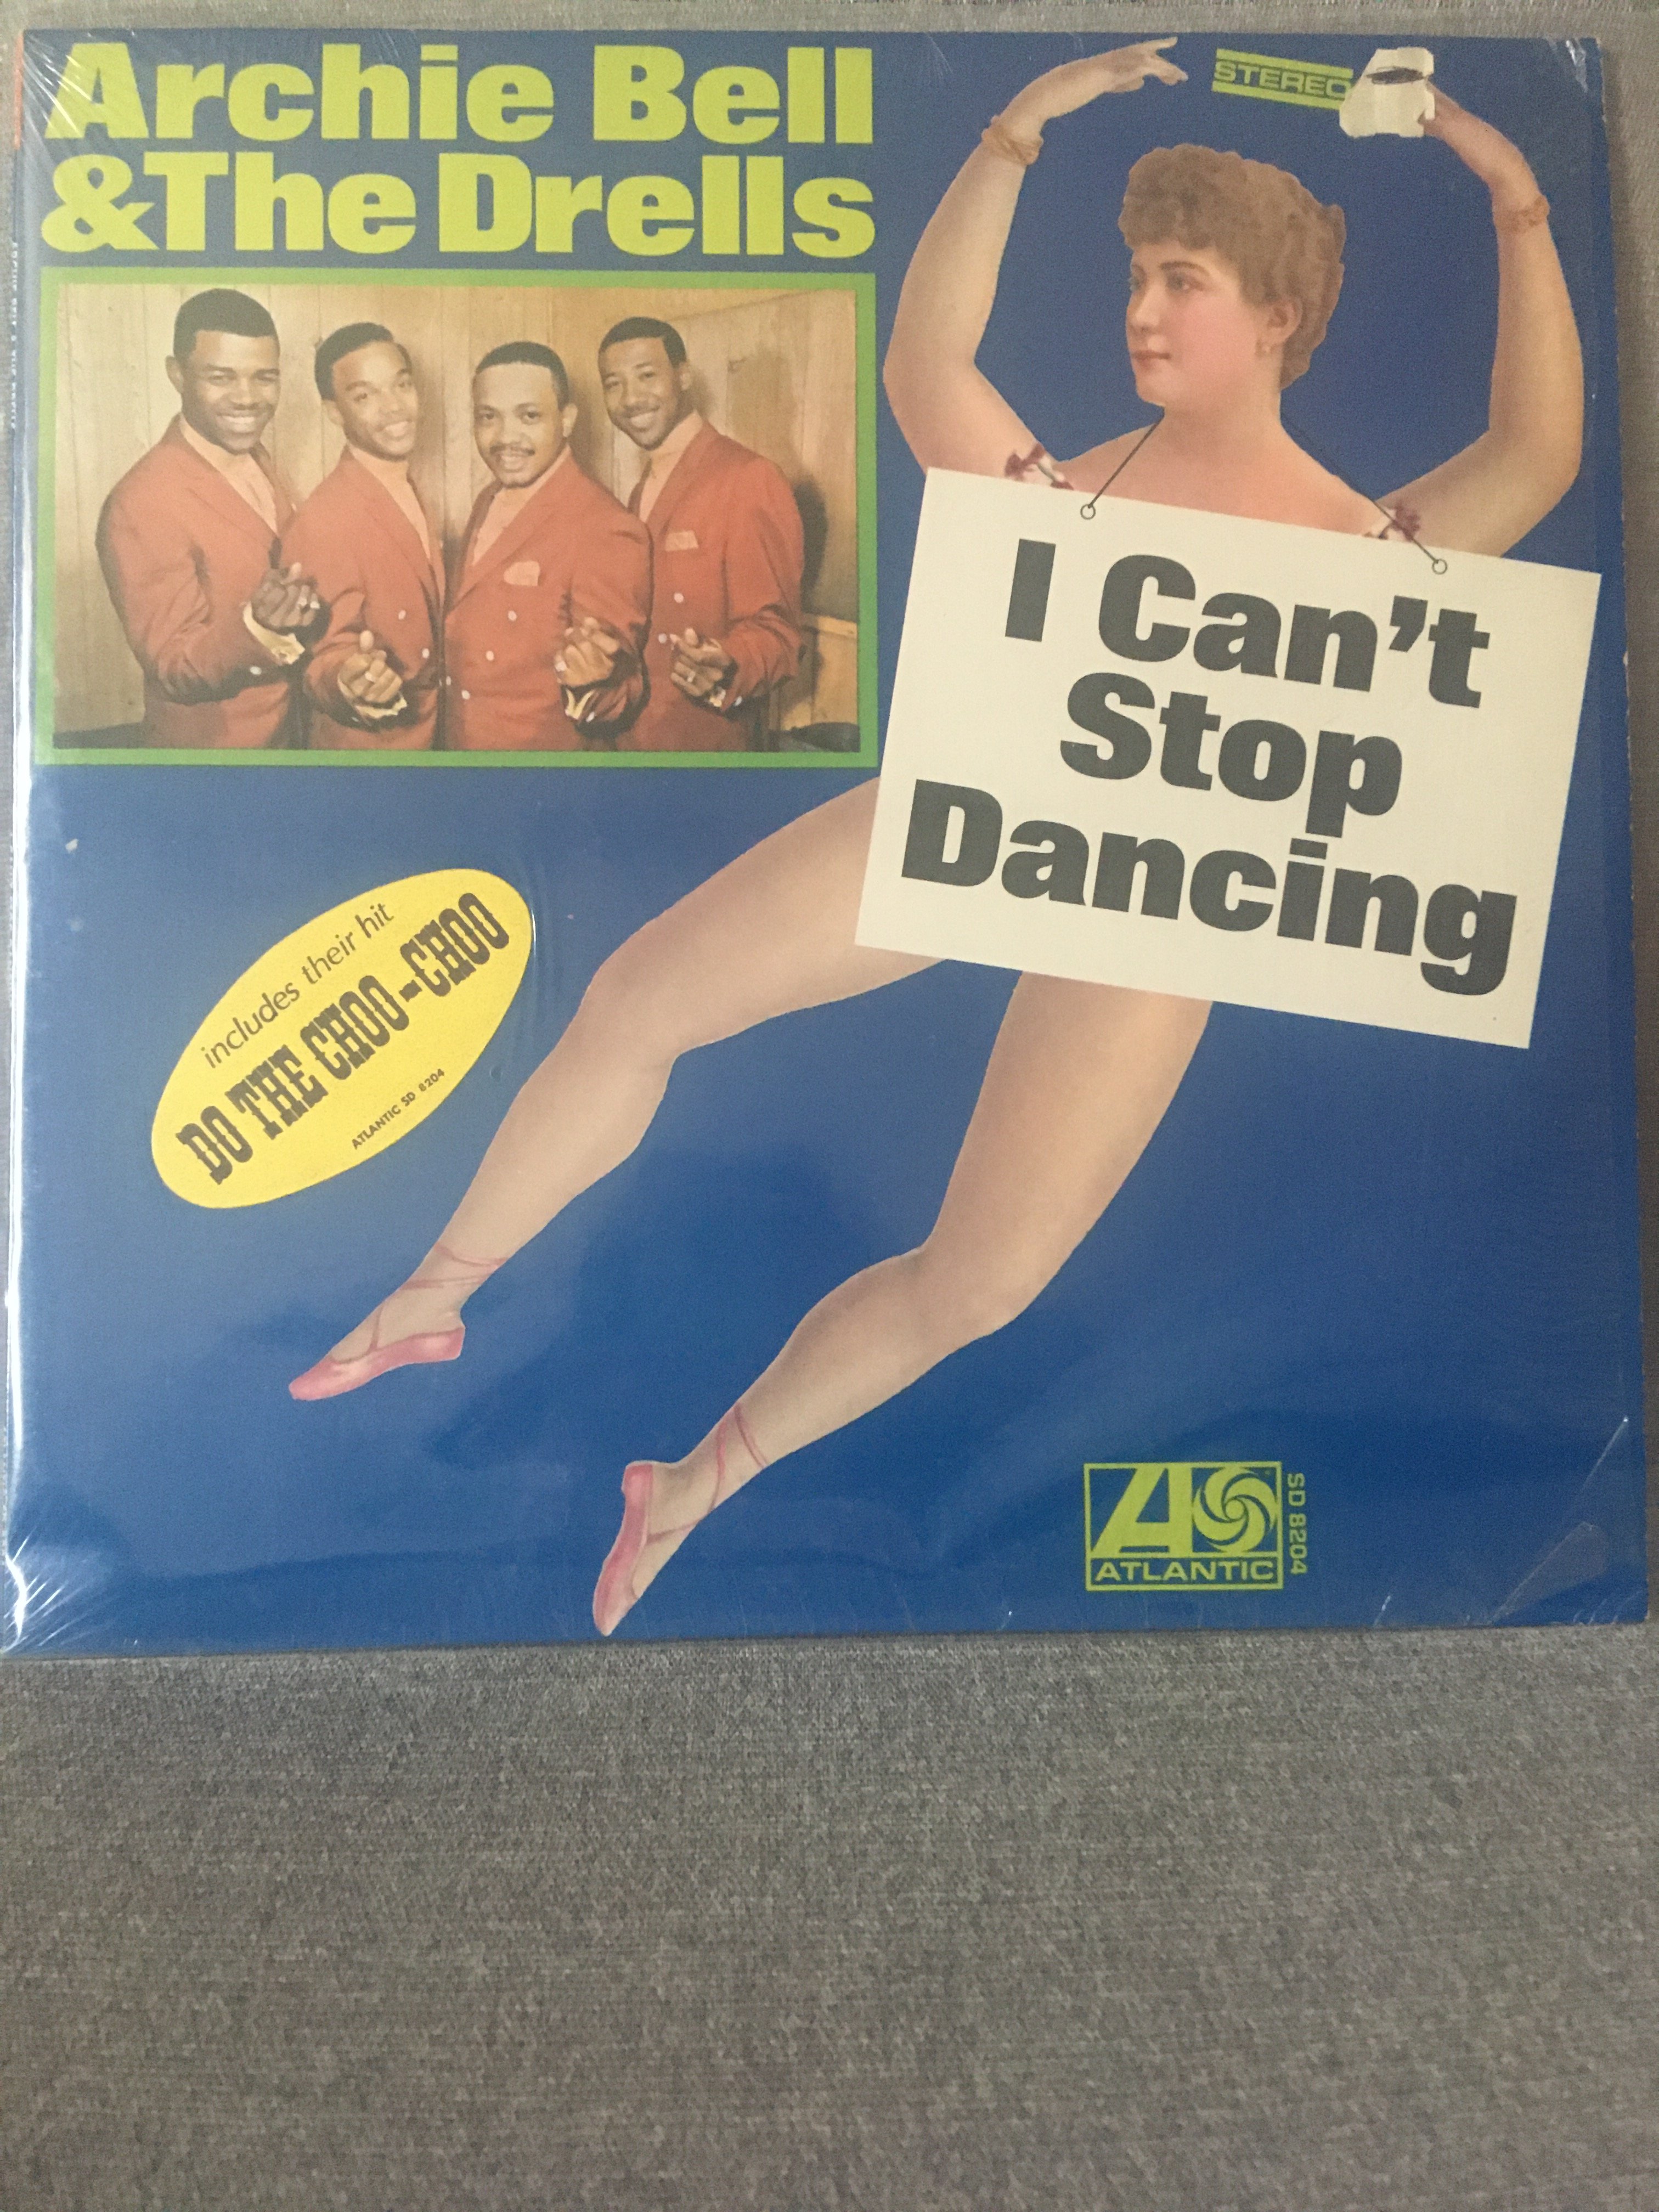 Archie Bell
&The Drells
STEREO
I Can't
Stop
Dancing
includes their hit
DO THE CHOO-CHOO
ATLANTIC SD 8204
ATLANTIC
SD 8204